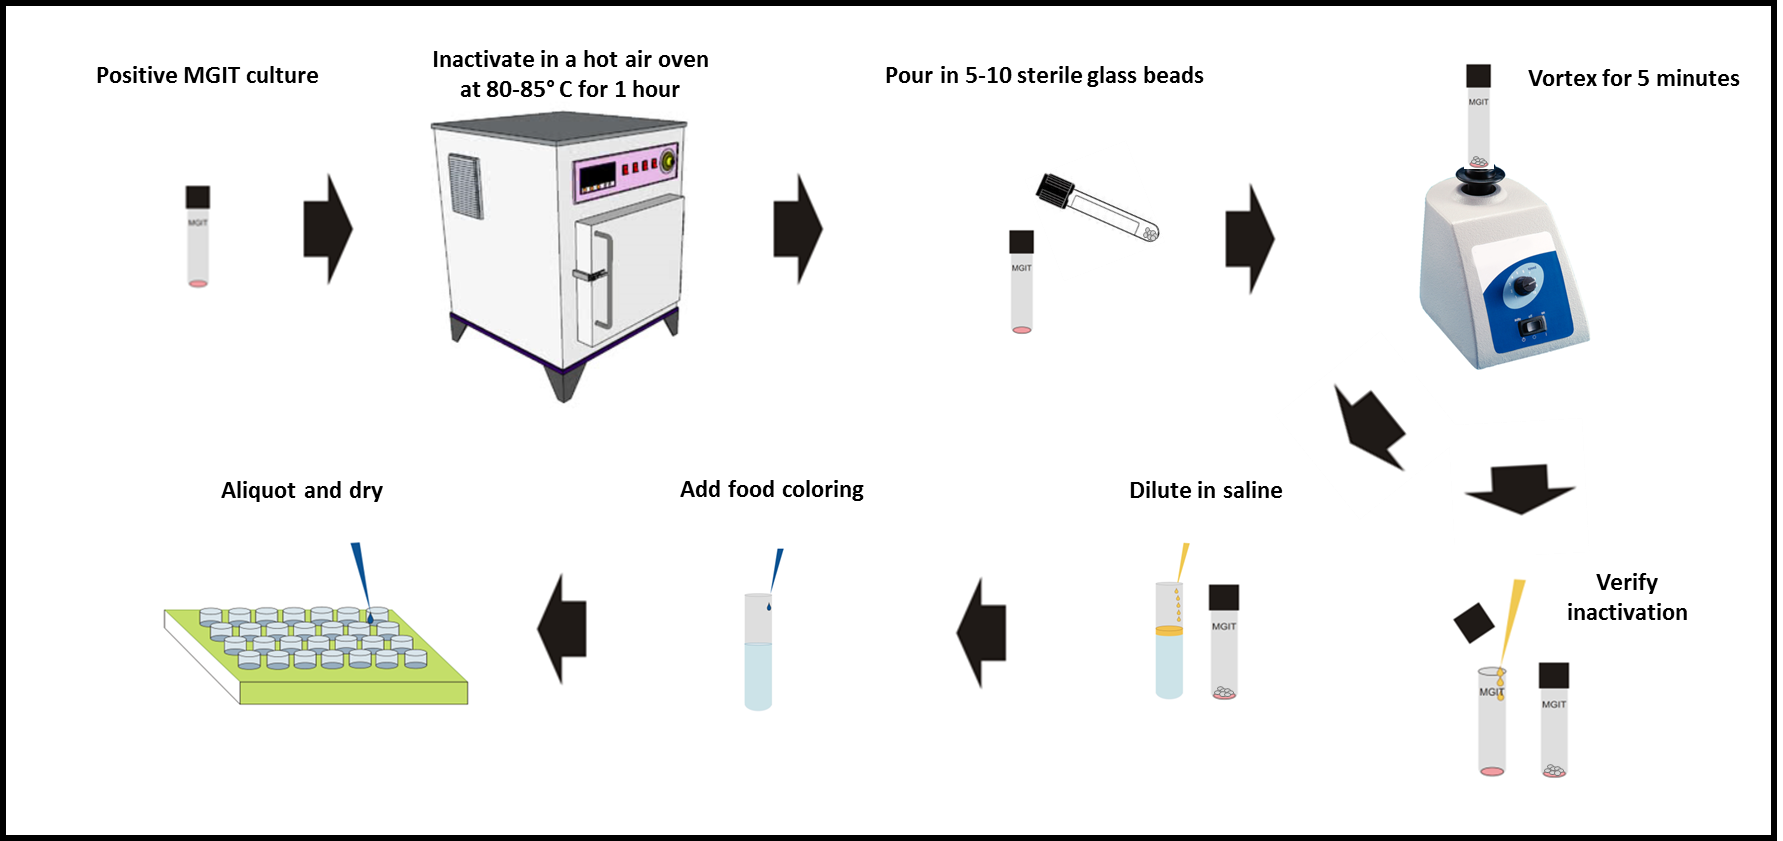 Positive MGIT culture
Inactivate in a hot air oven
at 80-85° C for 1 hour
Pour in 5-10 sterile glass beads
Vortex for 5 minutes
MGIT
MGIT
MGIT
Aliquot and dry
Add food coloring
Dilute in saline
Verify
inactivation
MGIT
MGIT
MGIT